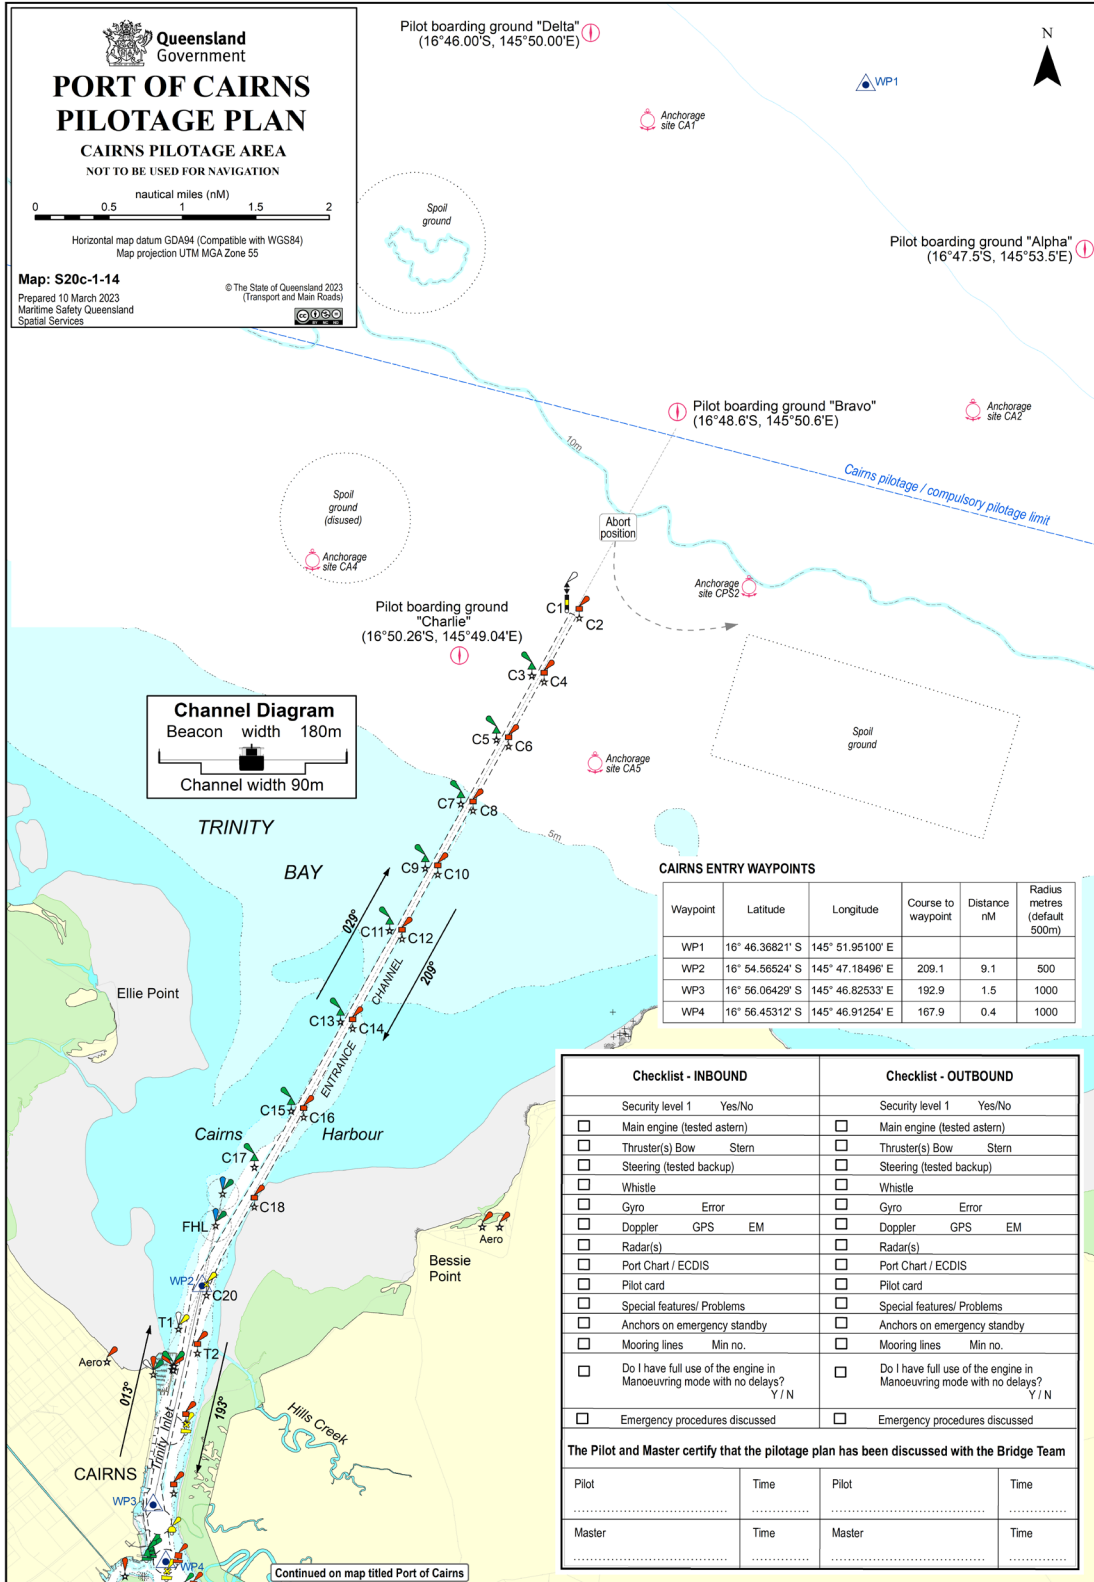 Queensland
Government
PORT OF CAIRNS
PILOTAGE PLAN
CAIRNS PILOTAGE AREA
NOT TO BE USED FOR NAVIGATION
nautical miles (nM)
0 0.5 1 1.5 2
Horizontal map datum GDA94 (Compatible with WGS84)
Map projection UTM MGA Zone 55
Map: S20c-1-14
Prepared 10 March 2023
Maritime Safety Queensland
Spatial Services
© The State of Queensland 2023
(Transport and Main Roads)
Pilot boarding ground "Delta"
(16°46.00'S, 145°50.00'E)
N
WP1
Anchorage
site CA1
Spoil
ground
Pilot boarding ground "Alpha"
(16°47.5'S, 145°53.5'E)
Pilot boarding ground "Bravo"
(16°48.6'S, 145°50.6'E)
Anchorage
site CA2
10m
Cairns pilotage / compulsory pilotage limit
Spoil
ground
(disused)
Abort
position
Anchorage
site CA4
Anchorage
site CPS2
Pilot boarding ground
"Charlie"
(16°50.26'S, 145°49.04'E)
C1
C2
C3
C4
C5
C6
Spoil
ground
Anchorage
site CA5
Channel Diagram
Beacon width 180m
Channel width 90m
C7
C8
5m
TRINITY
BAY
C9
C10
029°
C11
C12
209°
ENTRANCE CHANNEL
Ellie Point
C13
C14
C15
C16
Cairns Harbour
C17
C18
FHL
Aero
Bessie
Point
WP2
C20
T1
T2
Aero
013°
193°
Trinity Inlet
Hills Creek
CAIRNS
WP3
WP4
Continued on map titled Port of Cairns
CAIRNS ENTRY WAYPOINTS
Waypoint Latitude Longitude Course to waypoint Distance nM Radius metres (default 500m)
WP1 16° 46.36821' S 145° 51.95100' E
WP2 16° 54.56524' S 145° 47.18496' E 209.1 9.1 500
WP3 16° 56.06429' S 145° 46.82533' E 192.9 1.5 1000
WP4 16° 56.45312' S 145° 46.91254' E 167.9 0.4 1000
Checklist - INBOUND
Security level 1 Yes/No
Main engine (tested astern)
Thruster(s) Bow Stern
Steering (tested backup)
Whistle
Gyro Error
Doppler GPS EM
Radar(s)
Port Chart / ECDIS
Pilot card
Special features/ Problems
Anchors on emergency standby
Mooring lines Min no.
Do I have full use of the engine in
Manoeuvring mode with no delays?
Y / N
Emergency procedures discussed
Checklist - OUTBOUND
Security level 1 Yes/No
Main engine (tested astern)
Thruster(s) Bow Stern
Steering (tested backup)
Whistle
Gyro Error
Doppler GPS EM
Radar(s)
Port Chart / ECDIS
Pilot card
Special features/ Problems
Anchors on emergency standby
Mooring lines Min no.
Do I have full use of the engine in
Manoeuvring mode with no delays?
Y / N
Emergency procedures discussed
The Pilot and Master certify that the pilotage plan has been discussed with the Bridge Team
Pilot Time Pilot Time
Master Time Master Time